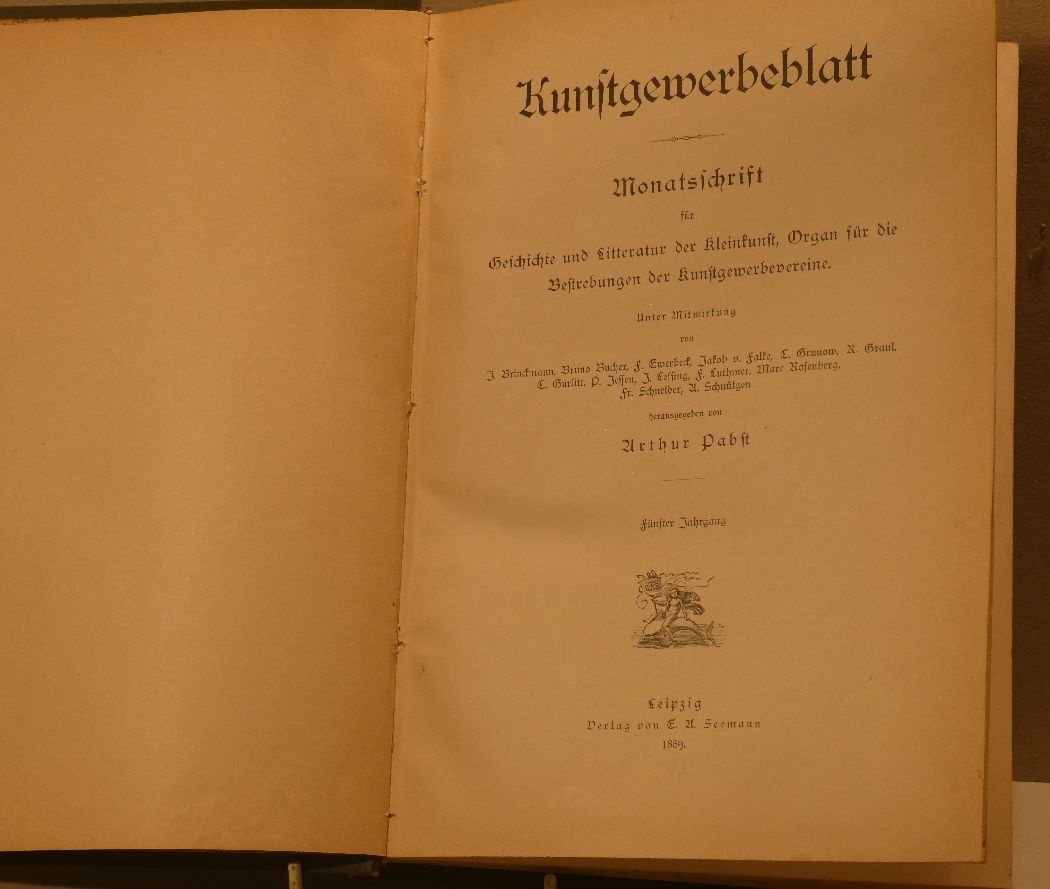 Kunſtgewerbeblatt
Monatsſchrift
für
Geſchichte und Litteratur der Kleinkunſt, Organ für die
Beſtrebungen der Kunſtgewerbevereine.
Unter Mitwirkung
von
J. Brinckmann, Bruno Bucher, F. Ewerbeck, Jakob v. Falke, C. Grunow, R. Graul,
C. Gurlitt, P. Jeſſen, J. Leſſing, F. Luthmer, Marc Roſenberg,
Fr. Schneider, A. Schnütgen
herausgegeben von
Arthur Pabſt
Fünfter Jahrgang
Leipzig
Verlag von E. A. Seemann
1889.